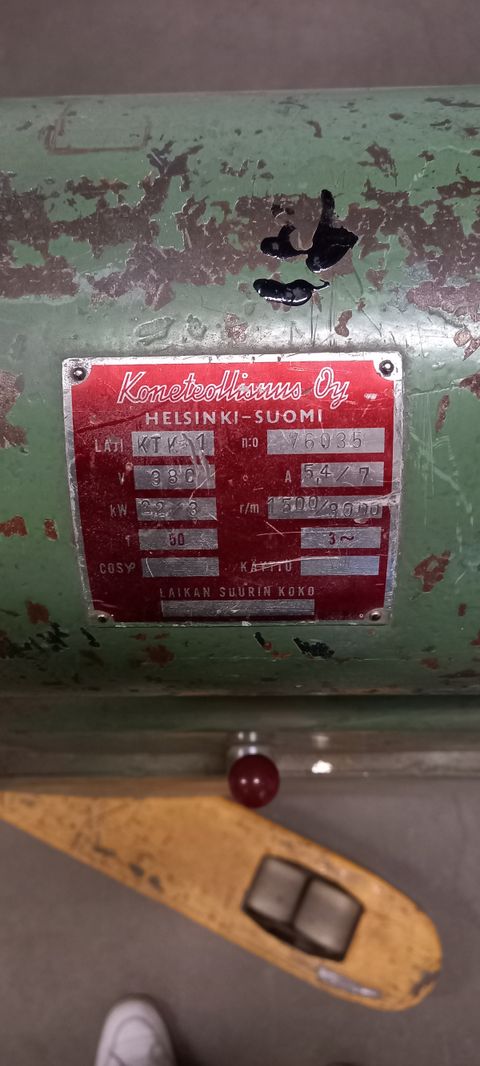 Koneteollisuus Oy
HELSINKI-SUOMI
LAJI KTK-1 n:o 76035
V 380 A 5,4/7
kW 2,2/3 r/m 1500/3000
f 50 3~
COSφ KÄYTTÖ
LAIKAN SUURIN KOKO